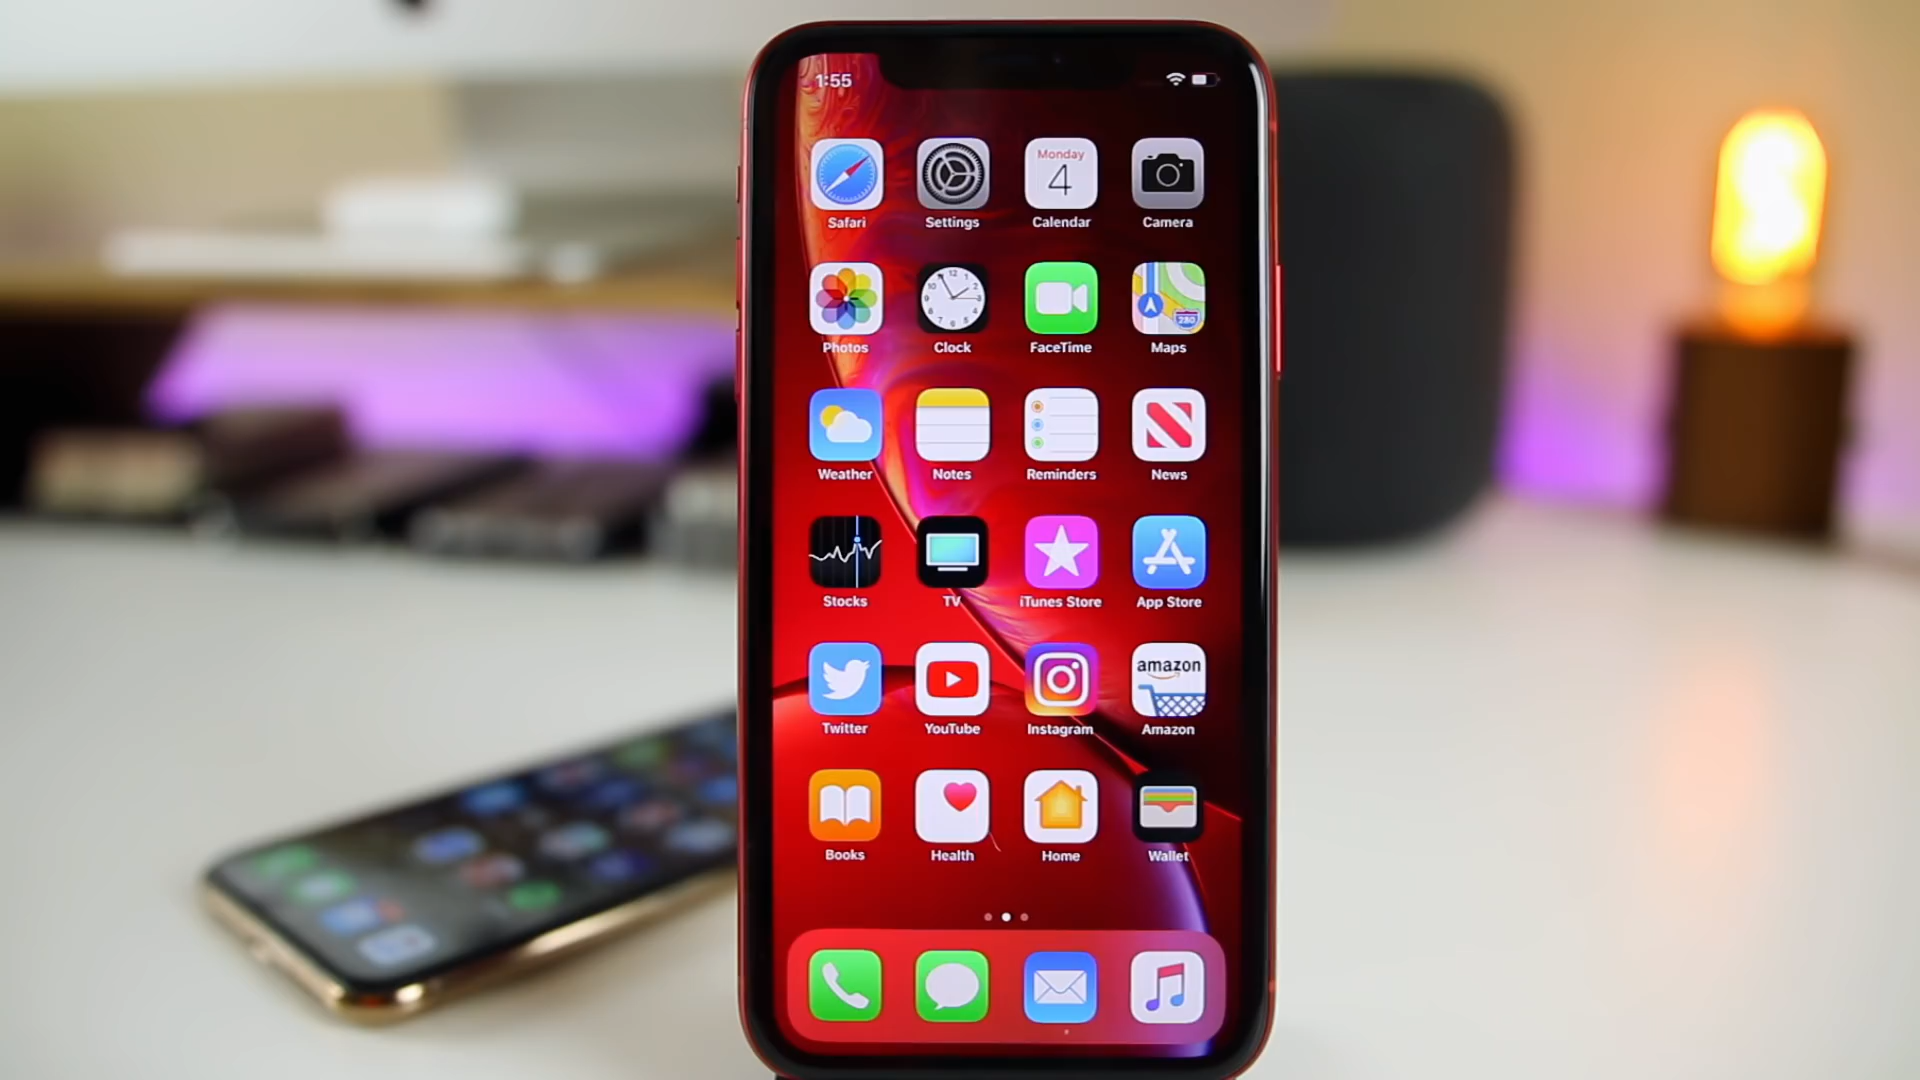 1:55
Monday
4
Safari Settings Calendar Camera
280
Photos Clock FaceTime Maps
Weather Notes Reminders News
Stocks TV iTunes Store App Store
amazon
Twitter YouTube Instagram Amazon
Books Health Home Wallet